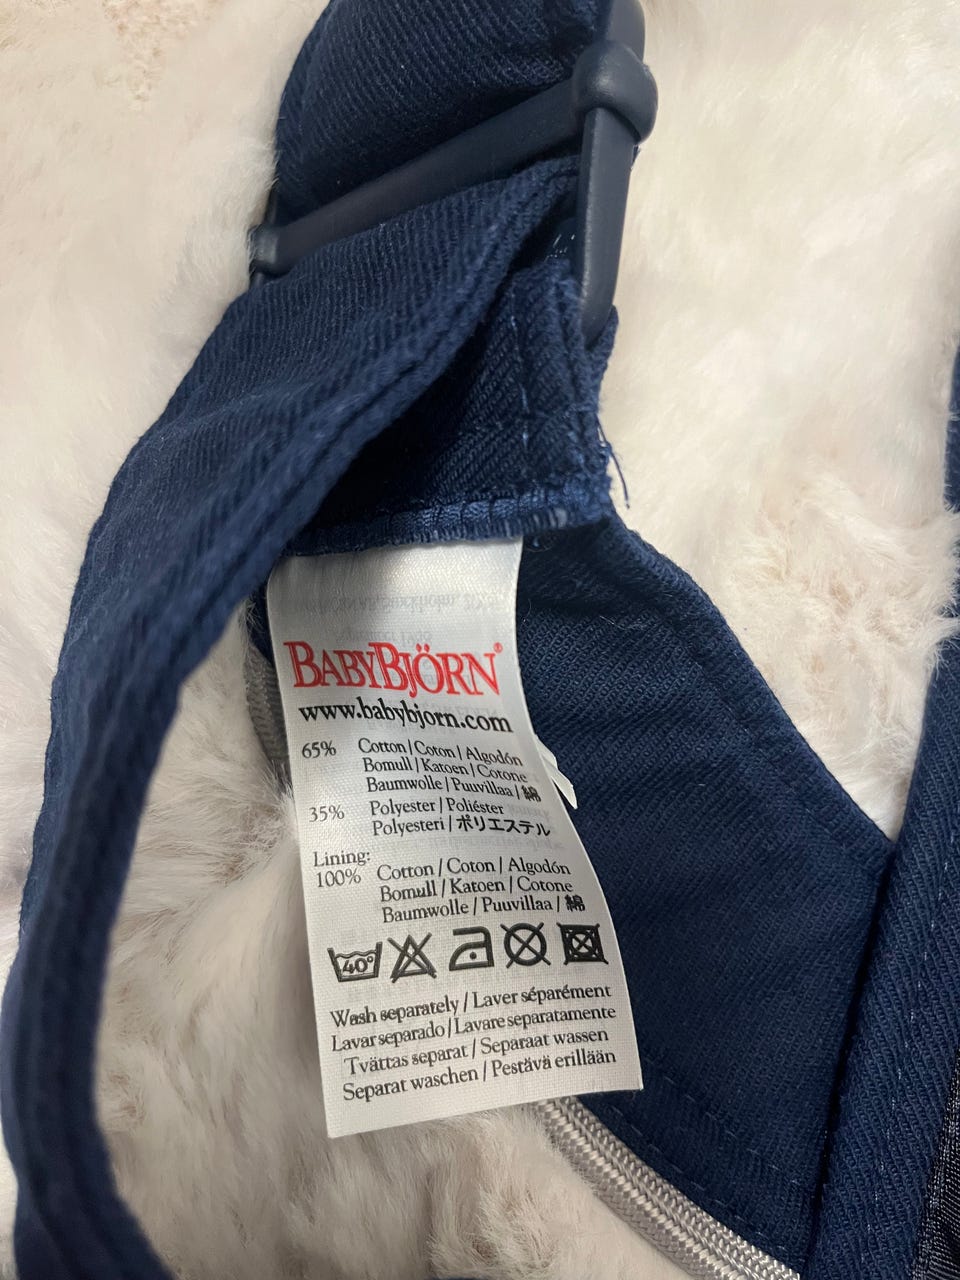 BABYBJÖRN®
www.babybjorn.com
65% Cotton / Coton / Algodón
Bomull / Katoen / Cotone
Baumwolle / Puuvillaa / 綿
35% Polyester / Poliéster
Polyesteri / ポリエステル
Lining:
100% Cotton / Coton / Algodón
Bomull / Katoen / Cotone
Baumwolle / Puuvillaa / 綿
40°
Wash separately / Laver séparément
Lavar separado / Lavare separatamente
Tvättas separat / Separaat wassen
Separat waschen / Pestävä erillään